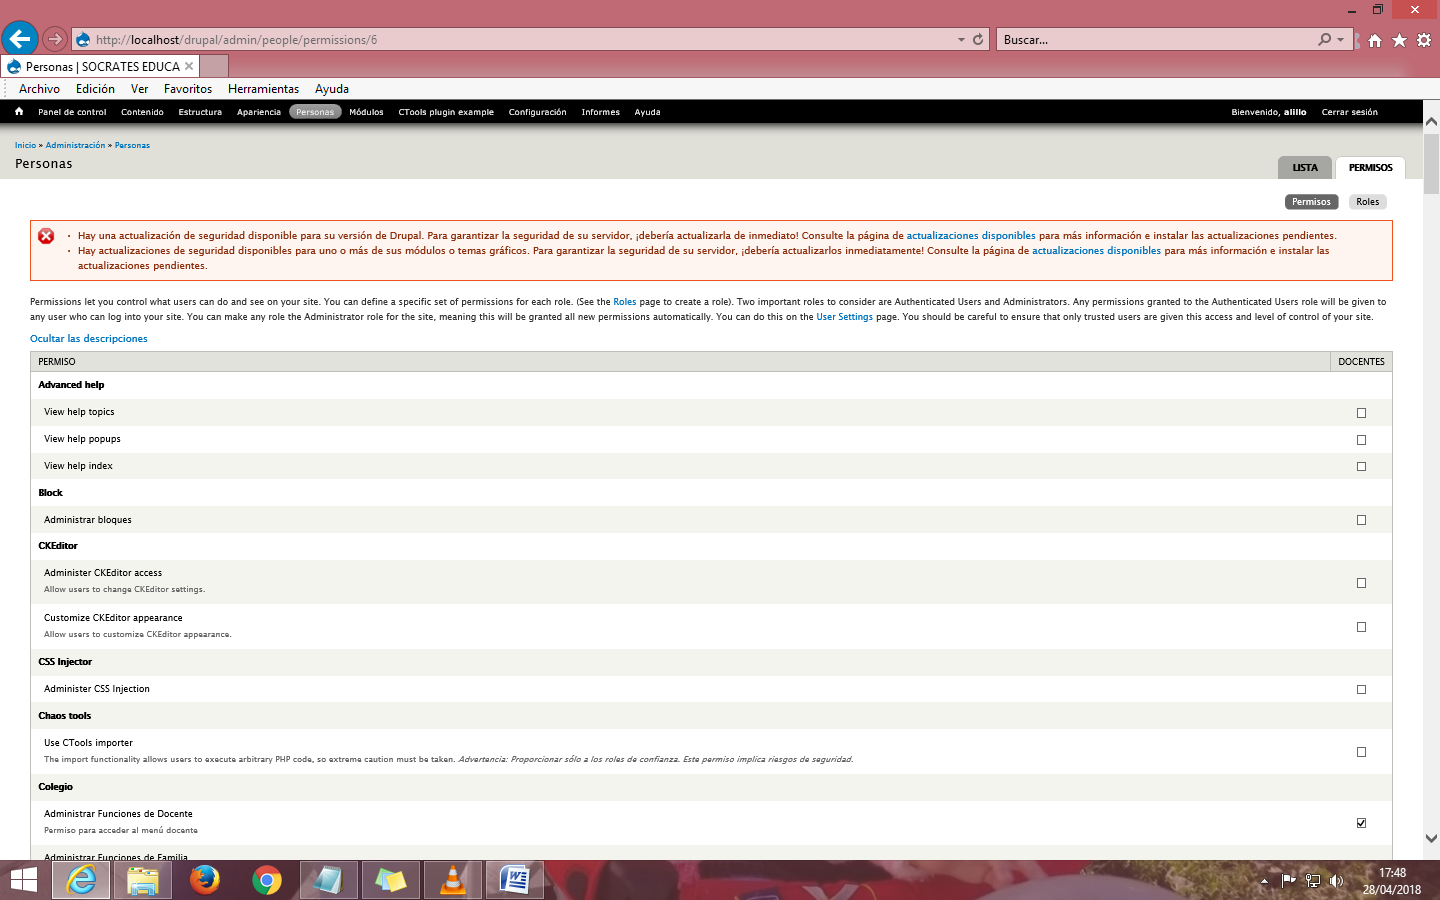 http://localhost/drupal/admin/people/permissions/6
Buscar...
Personas | SOCRATES EDUCA
Archivo Edición Ver Favoritos Herramientas Ayuda
Panel de control Contenido Estructura Apariencia Personas Módulos CTools plugin example Configuración Informes Ayuda Bienvenido, alillo Cerrar sesión
Inicio » Administración » Personas
Personas
LISTA PERMISOS
Permisos Roles
• Hay una actualización de seguridad disponible para su versión de Drupal. Para garantizar la seguridad de su servidor, ¡debería actualizarla de inmediato! Consulte la página de actualizaciones disponibles para más información e instalar las actualizaciones pendientes.
• Hay actualizaciones de seguridad disponibles para uno o más de sus módulos o temas gráficos. Para garantizar la seguridad de su servidor, ¡debería actualizarlos inmediatamente! Consulte la página de actualizaciones disponibles para más información e instalar las
actualizaciones pendientes.
Permissions let you control what users can do and see on your site. You can define a specific set of permissions for each role. (See the Roles page to create a role). Two important roles to consider are Authenticated Users and Administrators. Any permissions granted to the Authenticated Users role will be given to
any user who can log into your site. You can make any role the Administrator role for the site, meaning this will be granted all new permissions automatically. You can do this on the User Settings page. You should be careful to ensure that only trusted users are given this access and level of control of your site.
Ocultar las descripciones
PERMISO DOCENTES
Advanced help
View help topics
View help popups
View help index
Block
Administrar bloques
CKEditor
Administer CKEditor access
Allow users to change CKEditor settings.
Customize CKEditor appearance
Allow users to customize CKEditor appearance.
CSS Injector
Administer CSS Injection
Chaos tools
Use CTools importer
The import functionality allows users to execute arbitrary PHP code, so extreme caution must be taken. Advertencia: Proporcionar sólo a los roles de confianza. Este permiso implica riesgos de seguridad.
Colegio
Administrar Funciones de Docente
Permiso para acceder al menú docente
Administrar Funciones de Familia
17:48
28/04/2018